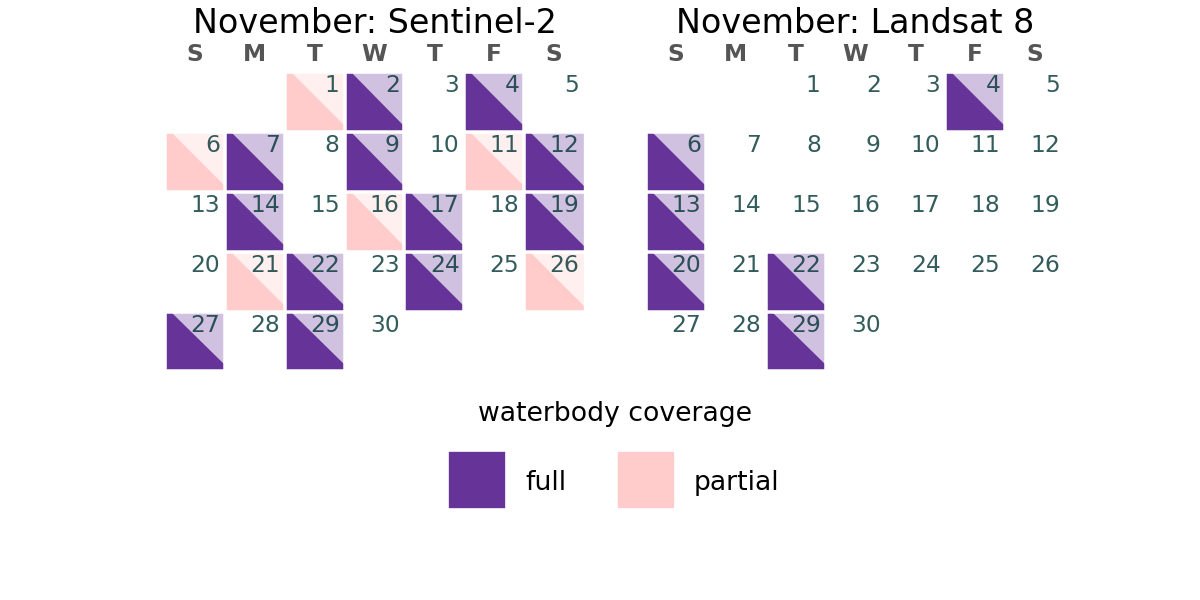 November: Sentinel-2
S M T W T F S
1 2 3 4 5
6 7 8 9 10 11 12
13 14 15 16 17 18 19
20 21 22 23 24 25 26
27 28 29 30
November: Landsat 8
S M T W T F S
1 2 3 4 5
6 7 8 9 10 11 12
13 14 15 16 17 18 19
20 21 22 23 24 25 26
27 28 29 30
waterbody coverage
full partial